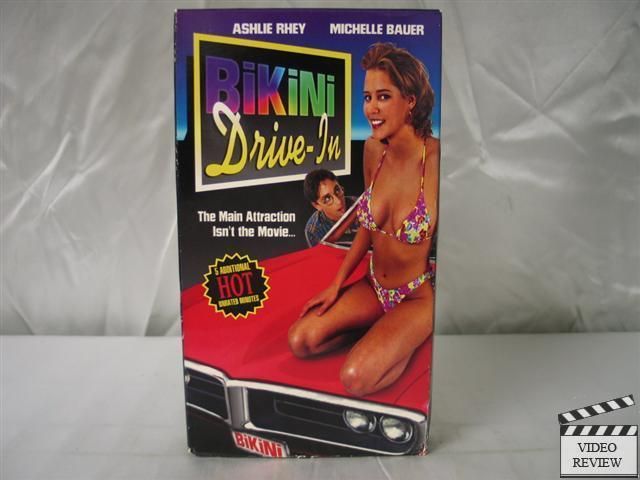 ASHLIE RHEY MICHELLE BAUER
BiKiNi
Drive-In
The Main Attraction
Isn't the Movie...
5 ADDITIONAL
HOT
UNRATED MINUTES
BiKiNi
VIDEO
REVIEW